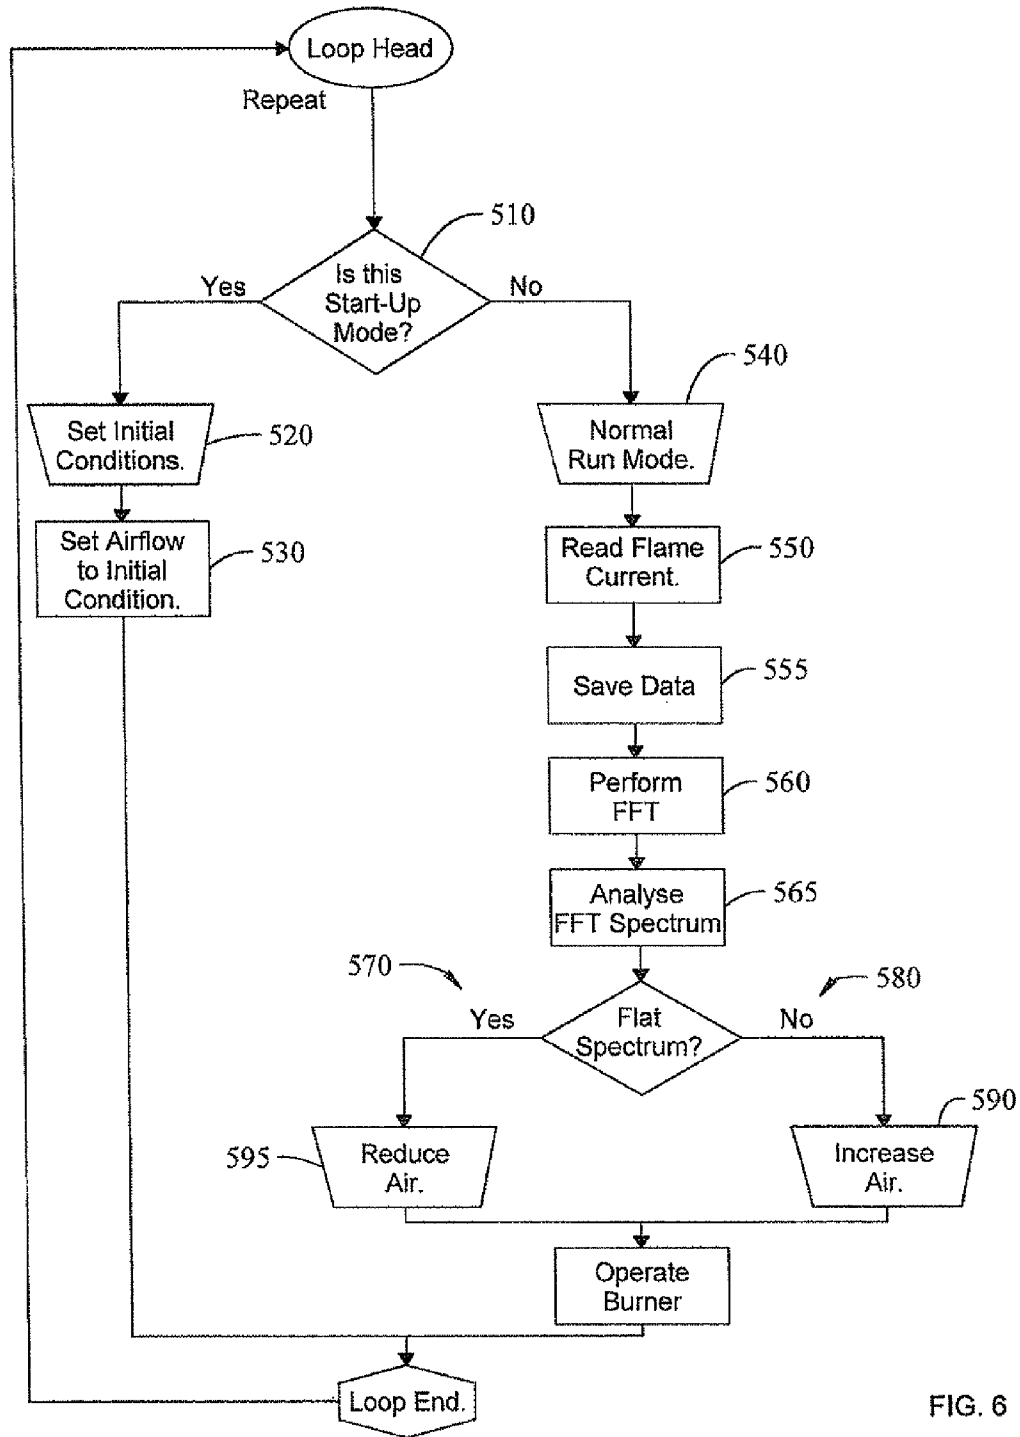 Loop Head
Repeat
510
Is this
Start-Up
Mode?
Yes
No
540
Set Initial
Conditions.
520
Normal
Run Mode.
Set Airflow
to Initial
Condition.
530
Read Flame
Current.
550
Save Data
555
Perform
FFT
560
Analyse
FFT Spectrum
565
570
580
Yes
Flat
Spectrum?
No
590
595
Reduce
Air.
Increase
Air.
Operate
Burner
Loop End.
FIG. 6